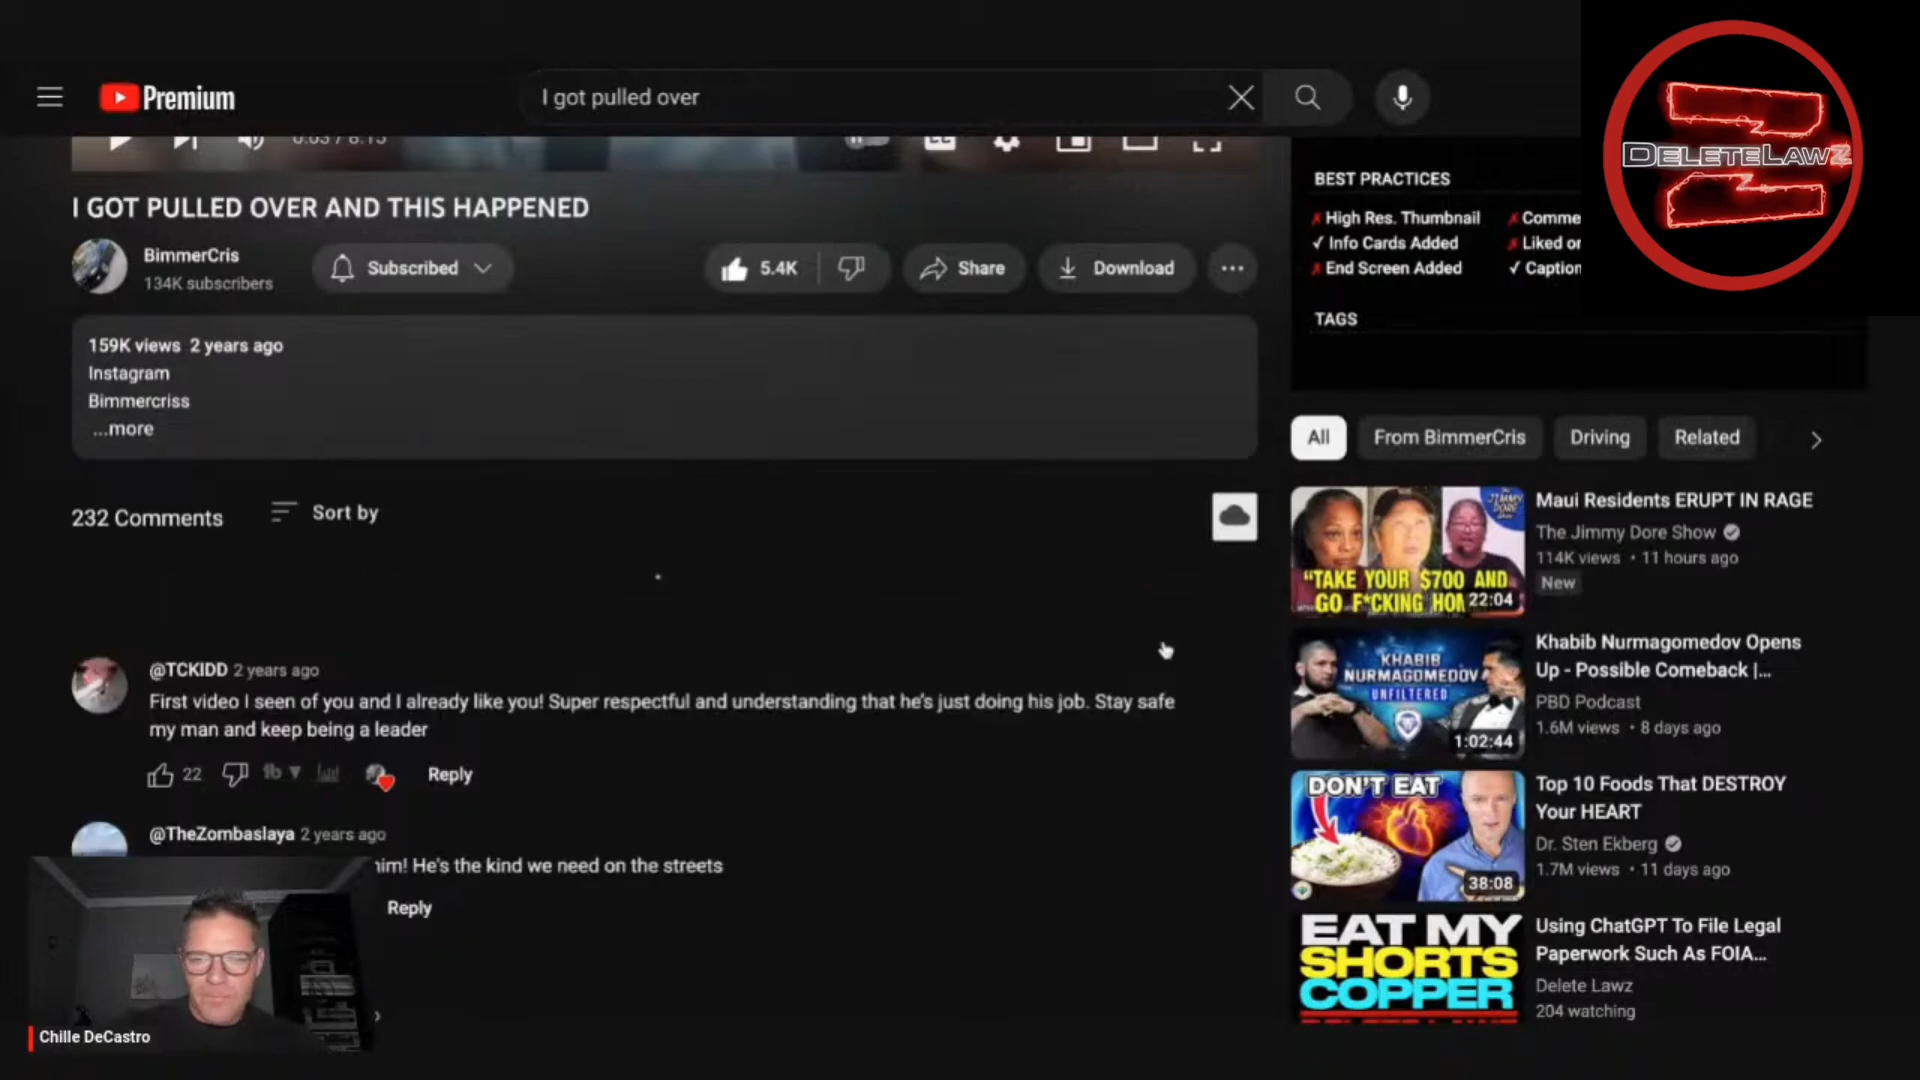 Premium
I got pulled over
DELETELAWZ
0:03 / 8:13
CC
I GOT PULLED OVER AND THIS HAPPENED
BimmerCris
134K subscribers
Subscribed
5.4K
Share
Download
159K views 2 years ago
Instagram
Bimmercriss
...more
232 Comments
Sort by
@TCKIDD 2 years ago
First video I seen of you and I already like you! Super respectful and understanding that he's just doing his job. Stay safe
my man and keep being a leader
22
Reply
@TheZombaslaya 2 years ago
him! He's the kind we need on the streets
Reply
Chille DeCastro
BEST PRACTICES
✗ High Res. Thumbnail
✗ Comme
✓ Info Cards Added
✗ Liked or
✗ End Screen Added
✓ Caption
TAGS
All
From BimmerCris
Driving
Related
JIMMY DORE
"TAKE YOUR $700 AND
GO F*CKING HOM
22:04
Maui Residents ERUPT IN RAGE
The Jimmy Dore Show
114K views • 11 hours ago
New
KHABIB
NURMAGOMEDOV
UNFILTERED
1:02:44
Khabib Nurmagomedov Opens
Up - Possible Comeback |...
PBD Podcast
1.6M views • 8 days ago
DON'T EAT
38:08
Top 10 Foods That DESTROY
Your HEART
Dr. Sten Ekberg
1.7M views • 11 days ago
EAT MY
SHORTS
COPPER
Using ChatGPT To File Legal
Paperwork Such As FOIA...
Delete Lawz
204 watching